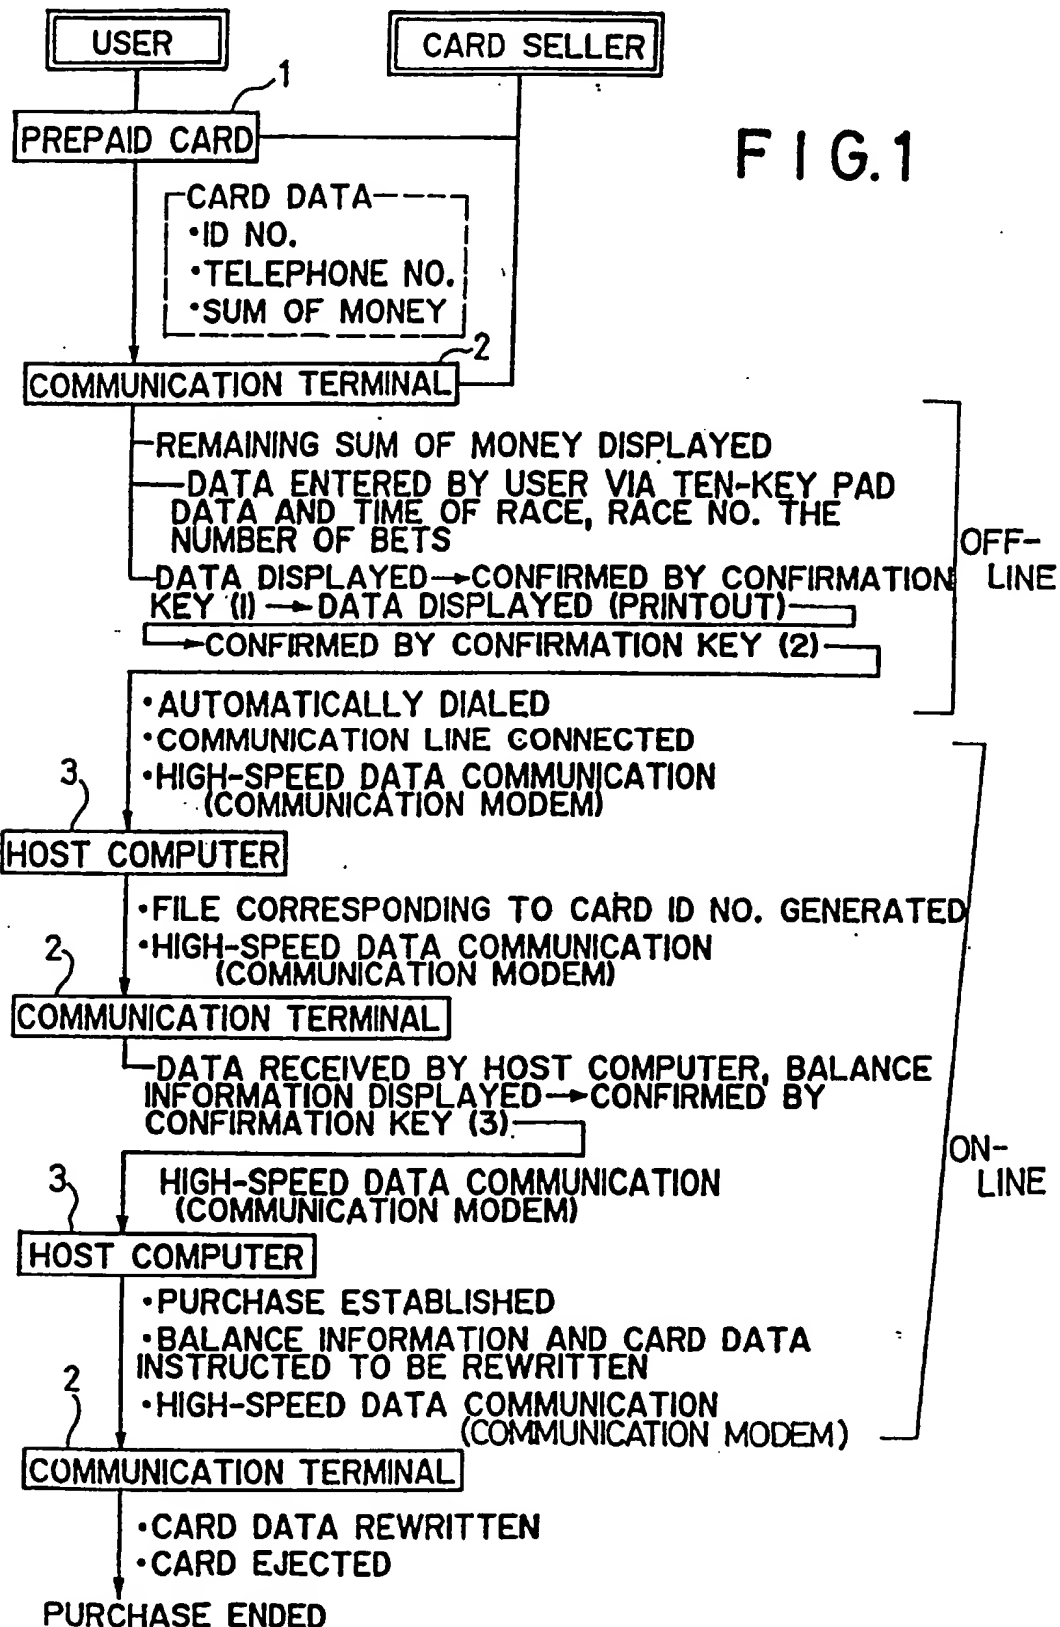 USER
CARD SELLER
1
PREPAID CARD
FIG.1
CARD DATA
•ID NO.
•TELEPHONE NO.
•SUM OF MONEY
2
COMMUNICATION TERMINAL
REMAINING SUM OF MONEY DISPLAYED
DATA ENTERED BY USER VIA TEN-KEY PAD
DATA AND TIME OF RACE, RACE NO. THE
NUMBER OF BETS
OFF-
LINE
DATA DISPLAYED→CONFIRMED BY CONFIRMATION
KEY (1)→DATA DISPLAYED (PRINTOUT)
→CONFIRMED BY CONFIRMATION KEY (2)
•AUTOMATICALLY DIALED
•COMMUNICATION LINE CONNECTED
•HIGH-SPEED DATA COMMUNICATION
(COMMUNICATION MODEM)
3
HOST COMPUTER
•FILE CORRESPONDING TO CARD ID NO. GENERATED
•HIGH-SPEED DATA COMMUNICATION
(COMMUNICATION MODEM)
2
COMMUNICATION TERMINAL
DATA RECEIVED BY HOST COMPUTER, BALANCE
INFORMATION DISPLAYED→CONFIRMED BY
CONFIRMATION KEY (3)
ON-
LINE
HIGH-SPEED DATA COMMUNICATION
(COMMUNICATION MODEM)
3
HOST COMPUTER
•PURCHASE ESTABLISHED
•BALANCE INFORMATION AND CARD DATA
INSTRUCTED TO BE REWRITTEN
•HIGH-SPEED DATA COMMUNICATION
(COMMUNICATION MODEM)
2
COMMUNICATION TERMINAL
•CARD DATA REWRITTEN
•CARD EJECTED
PURCHASE ENDED